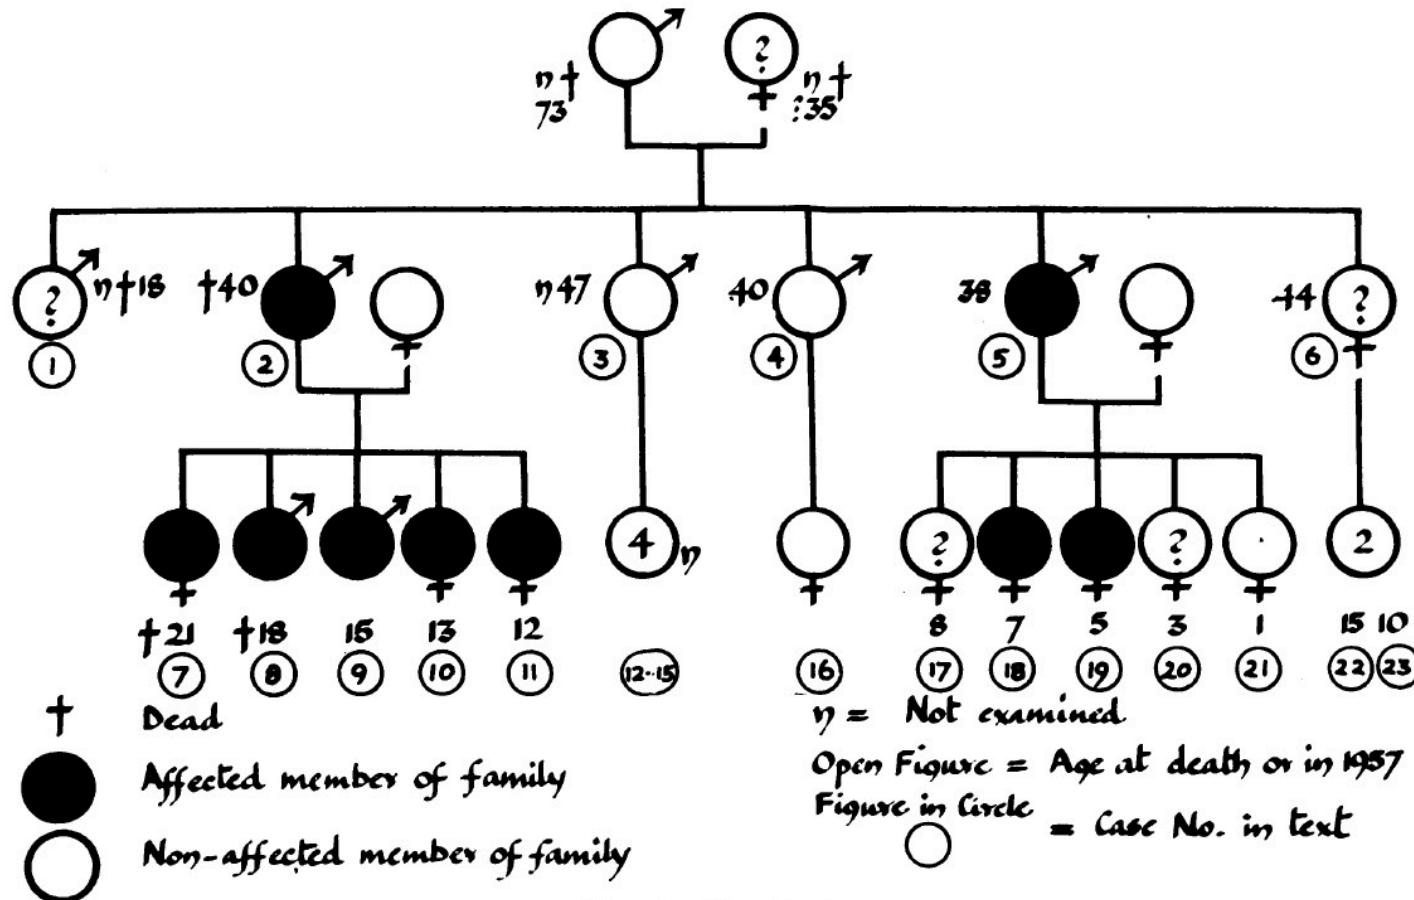 ?
n † n †
73 :35
? n†18 †40 n47 40 38 44 ?
1 2 3 4 5 6
4 n ? ? 2
†21 †18 15 13 12 8 7 5 3 1 15 10
7 8 9 10 11 12-15 16 17 18 19 20 21 22 23
† Dead
n = Not examined
Affected member of family
Open Figure = Age at death or in 1957
Figure in Circle = Case No. in text
Non-affected member of family